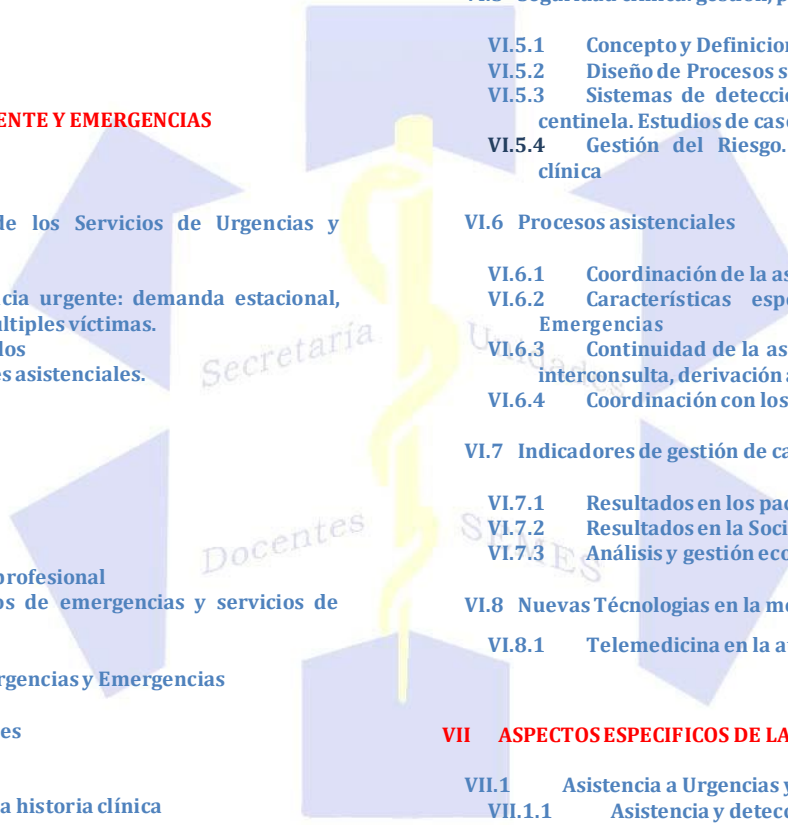 ENTE Y EMERGENCIAS
de los Servicios de Urgencias y
cia urgente: demanda estacional,
últiples víctimas.
dos
es asistenciales.
profesional
os de emergencias y servicios de
rgencias y Emergencias
es
a historia clínica
VI.5.1 Concepto y Definicion
VI.5.2 Diseño de Procesos s
VI.5.3 Sistemas de detecci
centinela. Estudios de caso
VI.5.4 Gestión del Riesgo.
clínica
VI.6 Procesos asistenciales
VI.6.1 Coordinación de la as
VI.6.2 Características esp
Emergencias
VI.6.3 Continuidad de la as
interconsulta, derivación a
VI.6.4 Coordinación con los
VI.7 Indicadores de gestión de ca
VI.7.1 Resultados en los pac
VI.7.2 Resultados en la Soci
VI.7.3 Análisis y gestión eco
VI.8 Nuevas Técnologias en la me
VI.8.1 Telemedicina en la a
VII ASPECTOS ESPECIFICOS DE LA
VII.1 Asistencia a Urgencias y
VII.1.1 Asistencia y detecc
Secretaría Unidades
Docentes SEMES